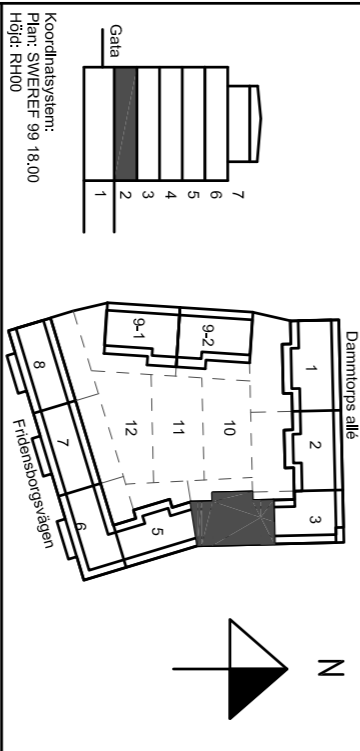 Koordinatsystem:
Plan: SWEREF 99 18.00
Höjd: RH00
Gata
7
6
5
4
3
2
1
Dammtorps allé
1
2
3
9-2
9-1
10
11
12
5
8
7
6
Fridensborgsvägen
N